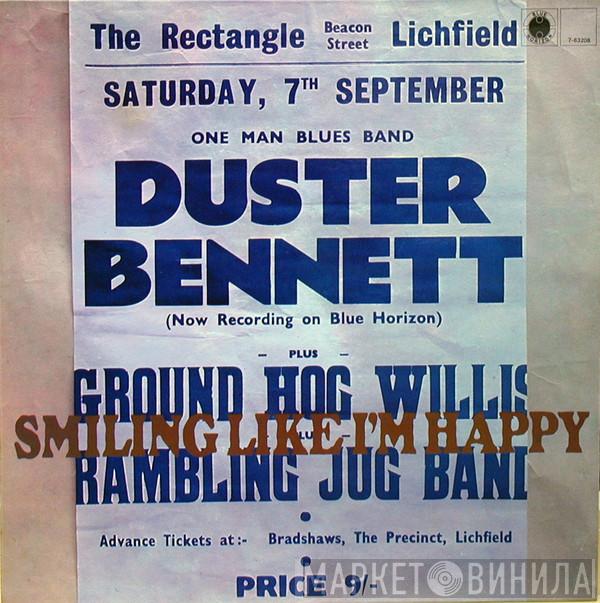 The Rectangle Beacon Street Lichfield
BLUE HORIZON
7-63208
SATURDAY, 7TH SEPTEMBER
ONE MAN BLUES BAND
DUSTER
BENNETT
(Now Recording on Blue Horizon)
– PLUS –
GROUND HOG WILLIS
SMILING LIKE I'M HAPPY
– PLUS –
RAMBLING JUG BAND
Advance Tickets at :- Bradshaws, The Precinct, Lichfield
PRICE 9/-
МАРКЕТ ВИНИЛА